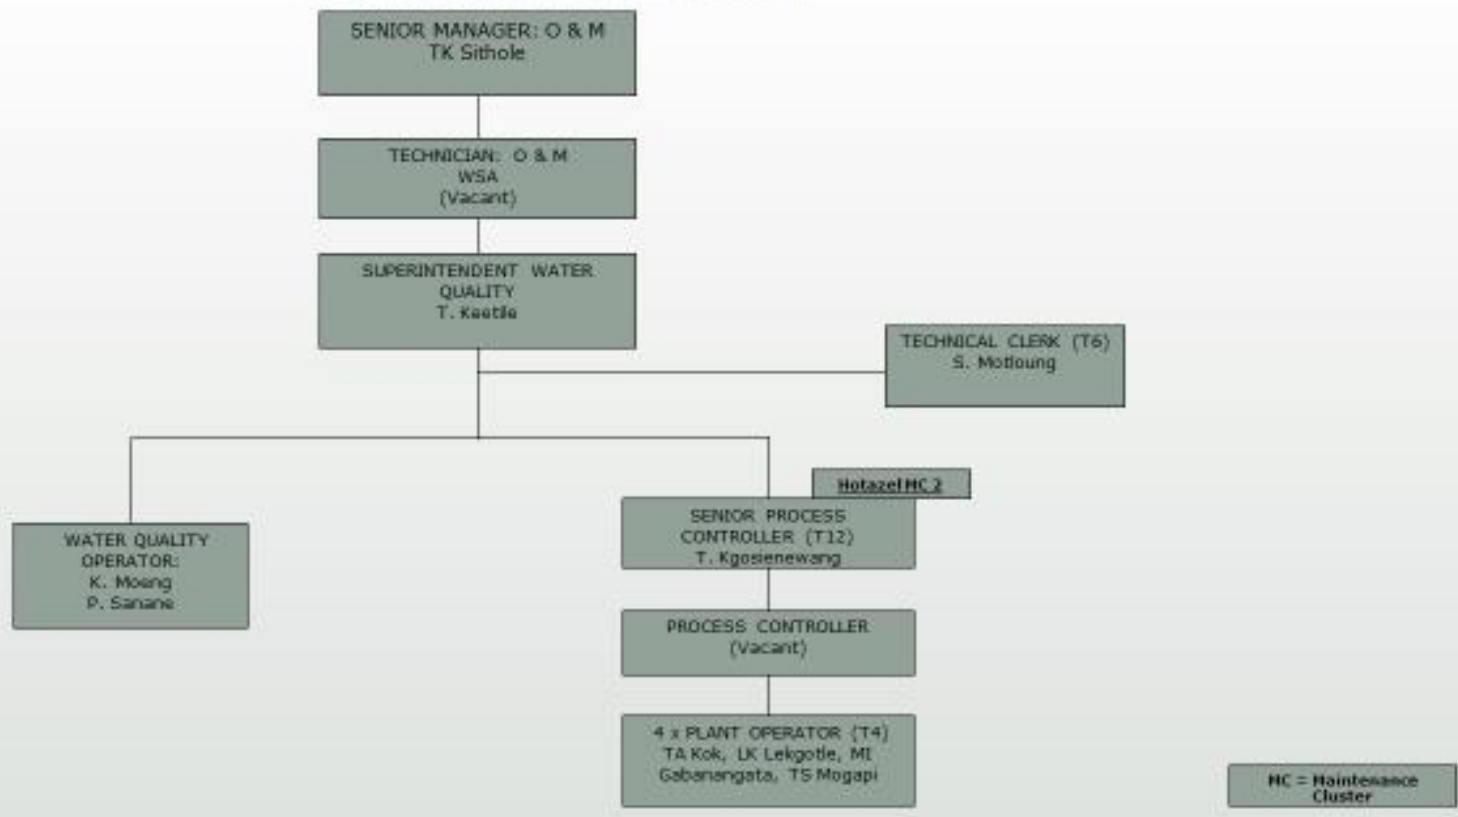 SENIOR MANAGER: O & M
TK Sithole
TECHNICIAN: O & M
WSA
(Vacant)
SUPERINTENDENT WATER
QUALITY
T. Keetile
TECHNICAL CLERK (T6)
S. Motloung
Hotazel MC 2
SENIOR PROCESS
CONTROLLER (T12)
T. Kgosienewang
WATER QUALITY
OPERATOR:
K. Moeng
P. Sanane
PROCESS CONTROLLER
(Vacant)
4 x PLANT OPERATOR (T4)
TA Kok, LK Lekgotle, MI
Gabanangata, TS Mogapi
MC = Maintenance
Cluster